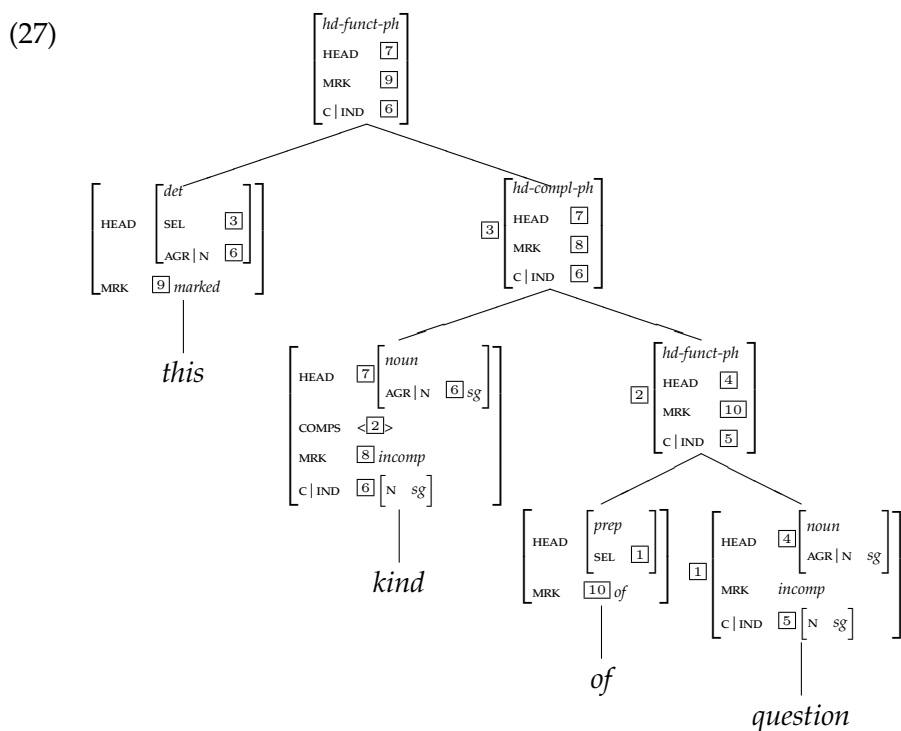 (27)
hd-funct-ph
HEAD 7
MRK 9
C | IND 6
HEAD det
SEL 3
AGR | N 6
MRK 9 marked
this
3 hd-compl-ph
HEAD 7
MRK 8
C | IND 6
HEAD 7 noun
AGR | N 6 sg
COMPS <2>
MRK 8 incomp
C | IND 6 [N sg]
kind
2 hd-funct-ph
HEAD 4
MRK 10
C | IND 5
HEAD prep
SEL 1
MRK 10 of
of
1 HEAD 4 noun
AGR | N sg
MRK incomp
C | IND 5 [N sg]
question